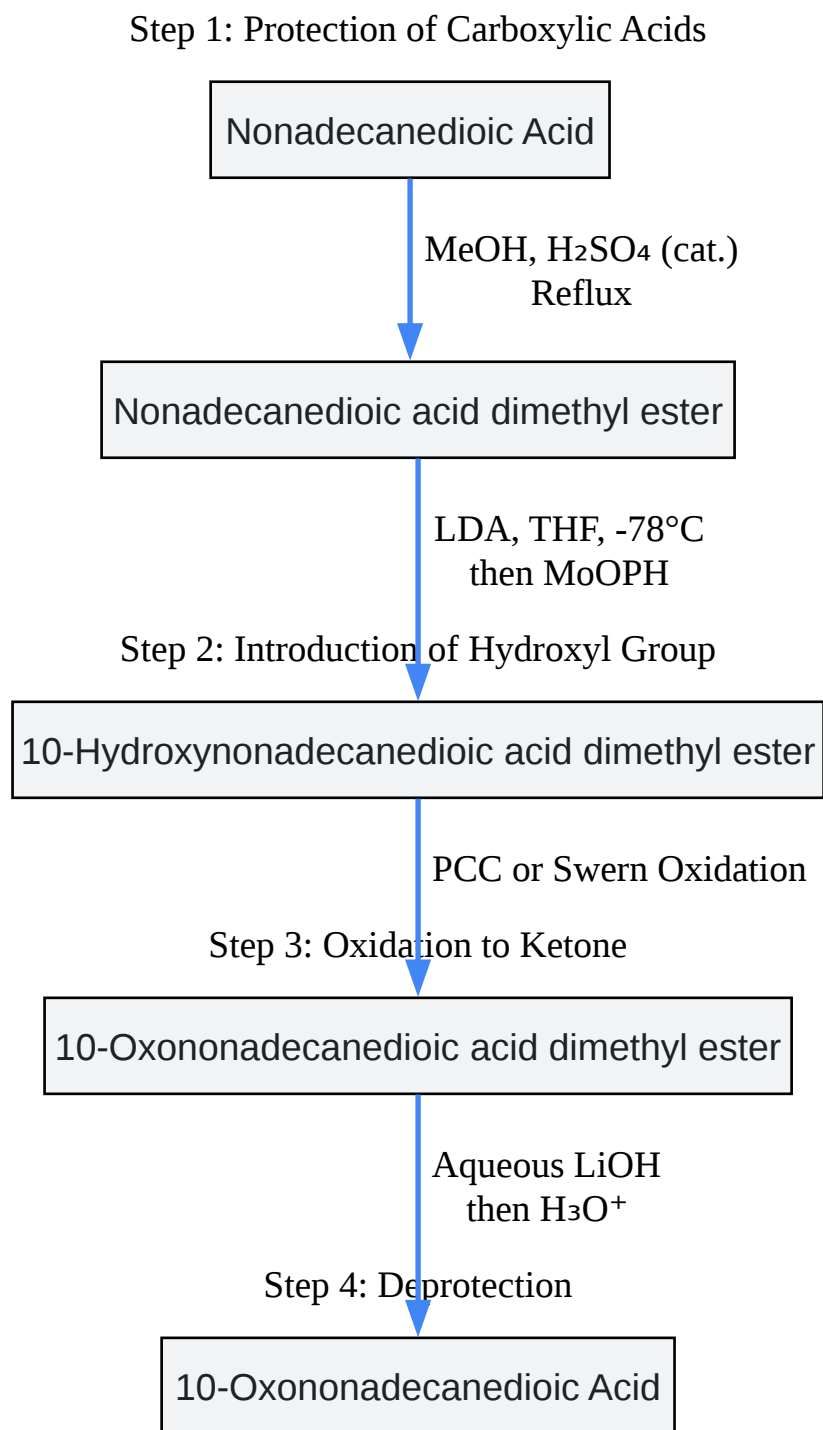 Step 1: Protection of Carboxylic Acids
Nonadecanedioic Acid
MeOH, H₂SO₄ (cat.)
Reflux
Nonadecanedioic acid dimethyl ester
LDA, THF, -78°C
then MoOPH
Step 2: Introduction of Hydroxyl Group
10-Hydroxynonadecanedioic acid dimethyl ester
PCC or Swern Oxidation
Step 3: Oxidation to Ketone
10-Oxononadecanedioic acid dimethyl ester
Aqueous LiOH
then H₃O⁺
Step 4: Deprotection
10-Oxononadecanedioic Acid